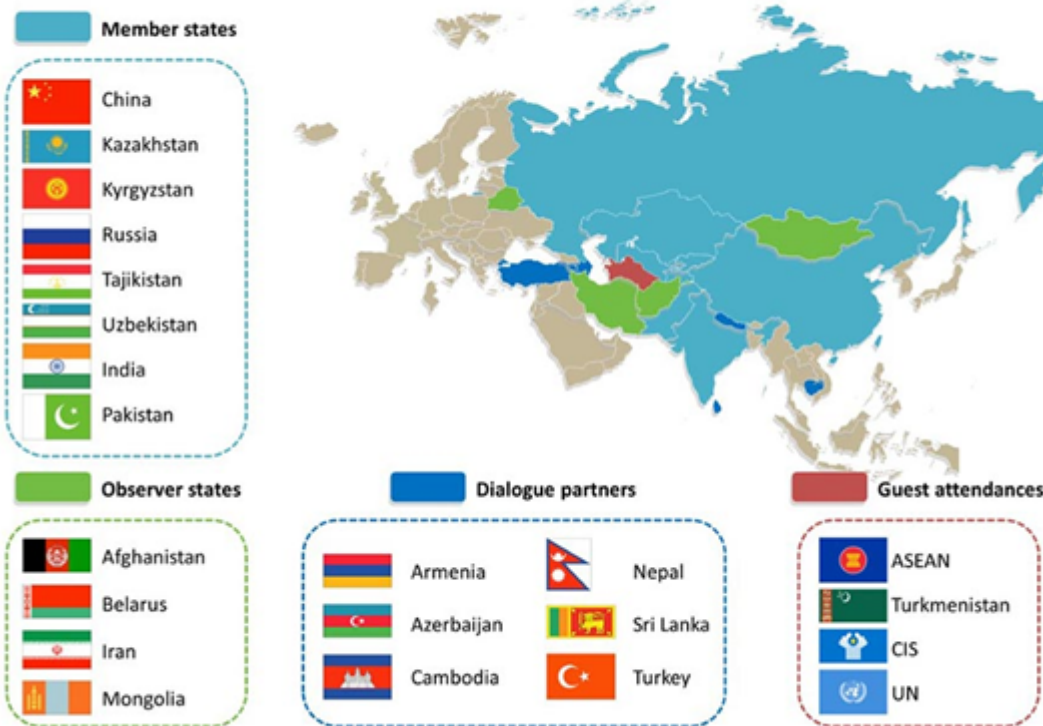 Member states
China
Kazakhstan
Kyrgyzstan
Russia
Tajikistan
Uzbekistan
India
Pakistan
Observer states
Afghanistan
Belarus
Iran
Mongolia
Dialogue partners
Armenia
Azerbaijan
Cambodia
Nepal
Sri Lanka
Turkey
Guest attendances
ASEAN
Turkmenistan
CIS
UN